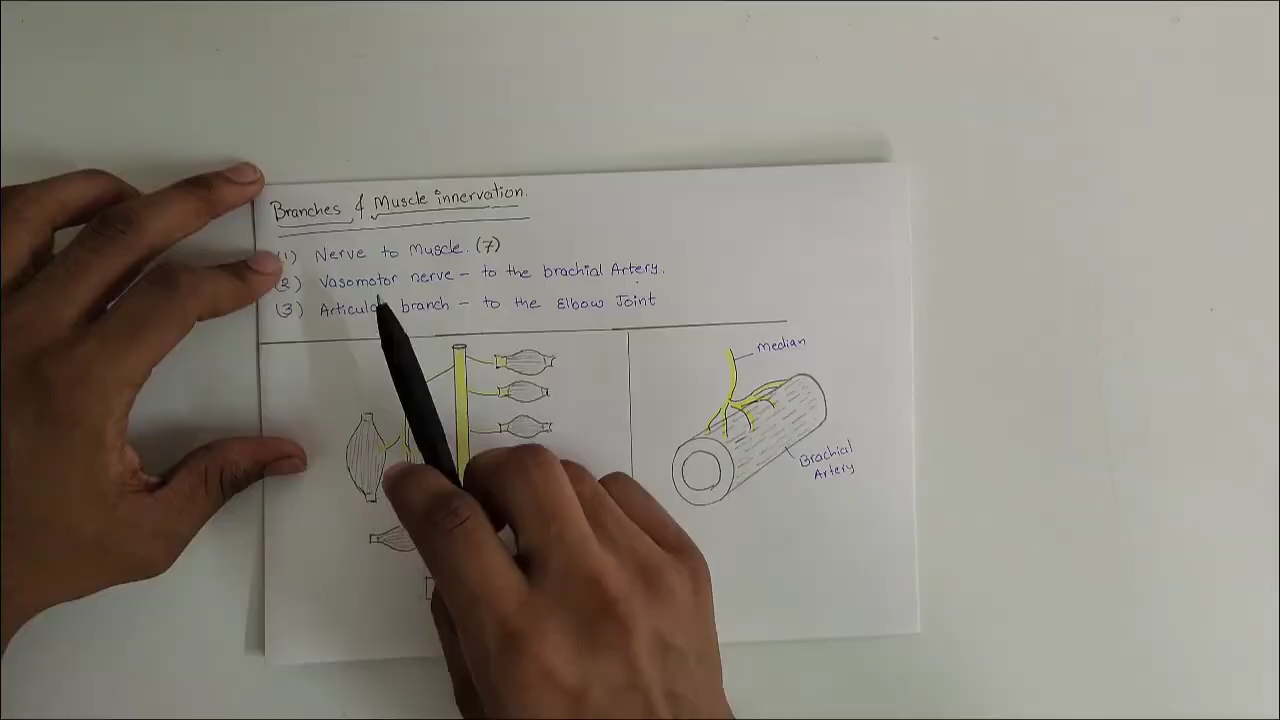 Branches & Muscle innervation.
(1) Nerve to Muscle. (7)
(2) Vasomotor nerve - to the brachial Artery.
(3) Articular branch - to the Elbow Joint
Median
Brachial
Artery